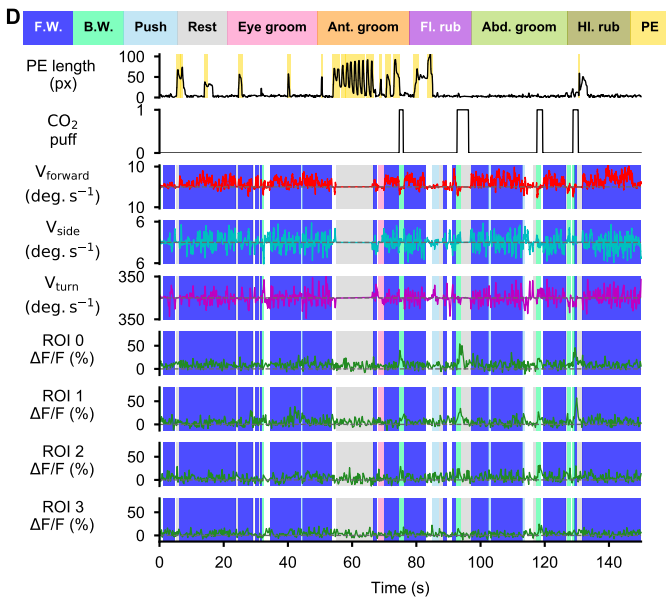 D
F.W. B.W. Push Rest Eye groom Ant. groom Fl. rub Abd. groom Hl. rub PE
PE length
(px)
100
50
0
CO₂
puff
1
0
V_forward
(deg. s⁻¹)
10
10
V_side
(deg. s⁻¹)
6
6
V_turn
(deg. s⁻¹)
350
350
ROI 0
ΔF/F (%)
50
0
ROI 1
ΔF/F (%)
50
0
ROI 2
ΔF/F (%)
50
0
ROI 3
ΔF/F (%)
50
0
0 20 40 60 80 100 120 140
Time (s)